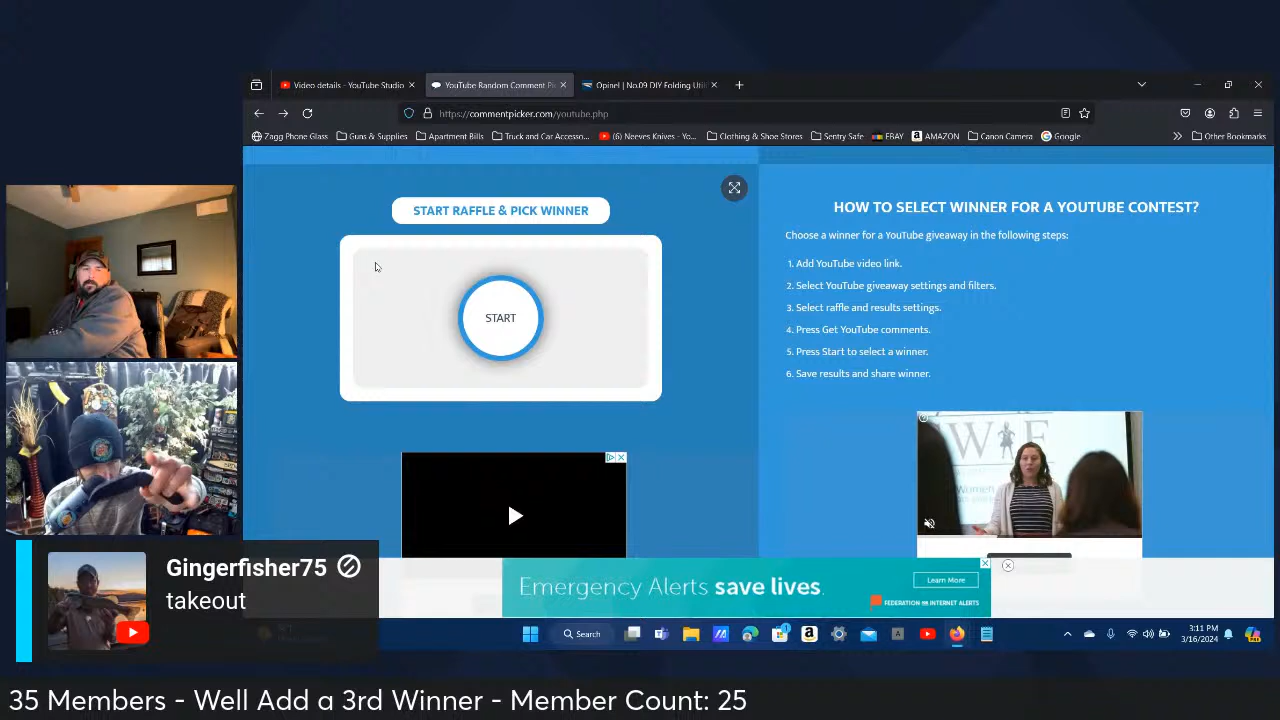 Video details - YouTube Studio
YouTube Random Comment Pi
Opinel | No.09 DIY Folding Util
https://commentpicker.com/youtube.php
Zagg Phone Glass
Guns & Supplies
Apartment Bills
Truck and Car Accesso...
(6) Neeves Knives - Yo...
Clothing & Shoe Stores
Sentry Safe
EBAY
AMAZON
Canon Camera
Google
Other Bookmarks
START RAFFLE & PICK WINNER
START
HOW TO SELECT WINNER FOR A YOUTUBE CONTEST?
Choose a winner for a YouTube giveaway in the following steps:
1. Add YouTube video link.
2. Select YouTube giveaway settings and filters.
3. Select raffle and results settings.
4. Press Get YouTube comments.
5. Press Start to select a winner.
6. Save results and share winner.
W F
Women
Emergency Alerts save lives.
Learn More
FEDERATION FOR INTERNET ALERTS
Gingerfisher75
takeout
Search
3:11 PM
3/16/2024
35 Members - Well Add a 3rd Winner - Member Count: 25